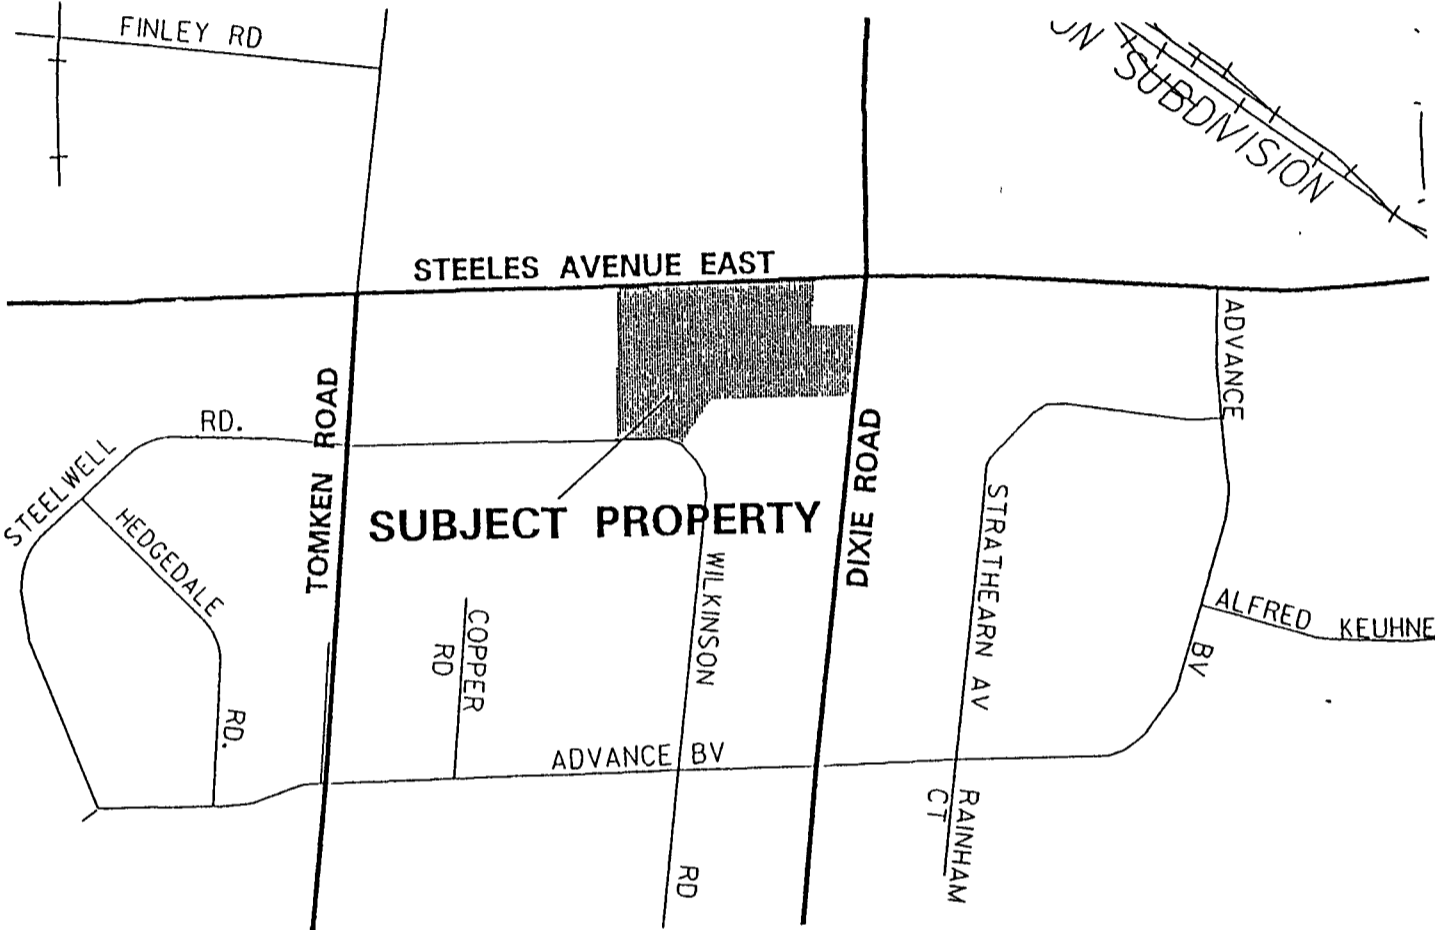 FINLEY RD
ON SUBDIVISION
STEELES AVENUE EAST
ADVANCE
RD.
TOMKEN ROAD
DIXIE ROAD
STEELWELL
HEDGEDALE
RD.
SUBJECT PROPERTY
STRATHEARN AV
WILKINSON
COPPER
RD
ALFRED KEUHNE
BV
ADVANCE BV
RAINHAM
CT
RD